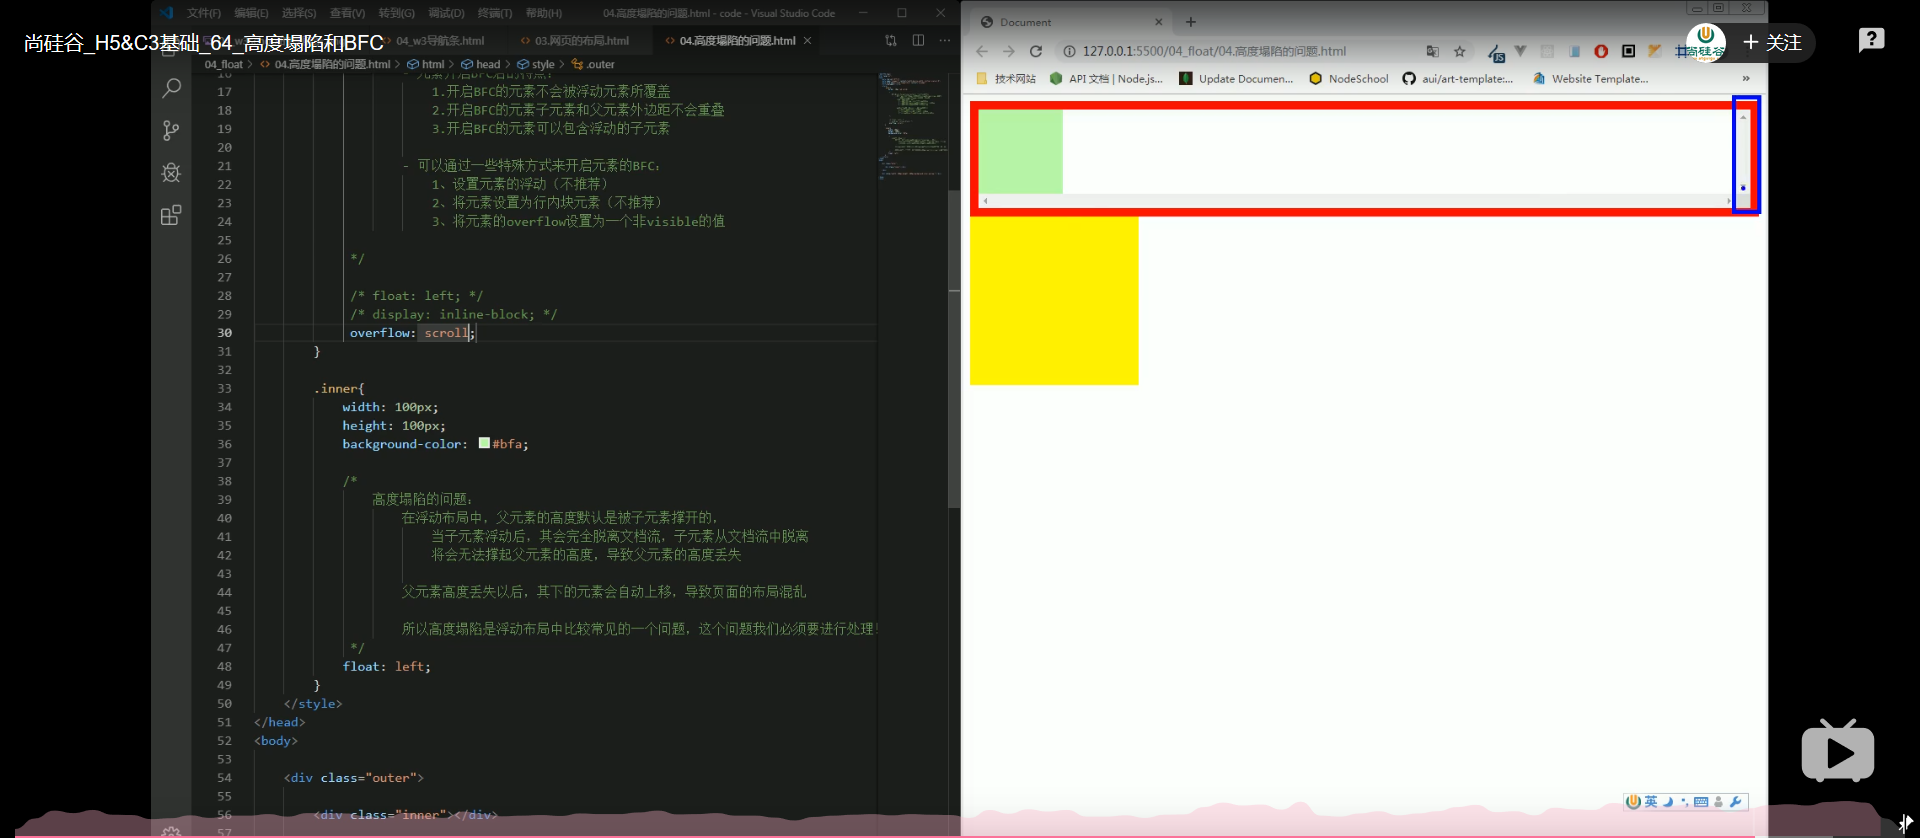 文件(F) 编辑(E) 选择(S) 查看(V) 转到(G) 调试(D) 终端(T) 帮助(H) 04.高度塌陷的问题.html - code - Visual Studio Code
尚硅谷_H5&C3基础_64_高度塌陷和BFC
04_w3导航条.html 03.网页的布局.html 04.高度塌陷的问题.html
04_float > 04.高度塌陷的问题.html > html > head > style > .outer
16 - 元素开启BFC后的特点:
17 1.开启BFC的元素不会被浮动元素所覆盖
18 2.开启BFC的元素子元素和父元素外边距不会重叠
19 3.开启BFC的元素可以包含浮动的子元素
20
21 - 可以通过一些特殊方式来开启元素的BFC:
22 1、设置元素的浮动（不推荐）
23 2、将元素设置为行内块元素（不推荐）
24 3、将元素的overflow设置为一个非visible的值
25
26 */
27
28 /* float: left; */
29 /* display: inline-block; */
30 overflow: scroll;
31 }
32
33 .inner{
34 width: 100px;
35 height: 100px;
36 background-color: #bfa;
37
38 /*
39 高度塌陷的问题:
40 在浮动布局中，父元素的高度默认是被子元素撑开的，
41 当子元素浮动后，其会完全脱离文档流，子元素从文档流中脱离
42 将会无法撑起父元素的高度，导致父元素的高度丢失
43
44 父元素高度丢失以后，其下的元素会自动上移，导致页面的布局混乱
45
46 所以高度塌陷是浮动布局中比较常见的一个问题，这个问题我们必须要进行处理!
47 */
48 float: left;
49 }
50 </style>
51 </head>
52 <body>
53
54 <div class="outer">
55
56 <div class="inner"></div>
57
Document
127.0.0.1:5500/04_float/04.高度塌陷的问题.html
JS
尚硅谷
+ 关注
技术网站 API 文档 | Node.js... Update Documen... NodeSchool aui/art-template:... Website Template... »
英